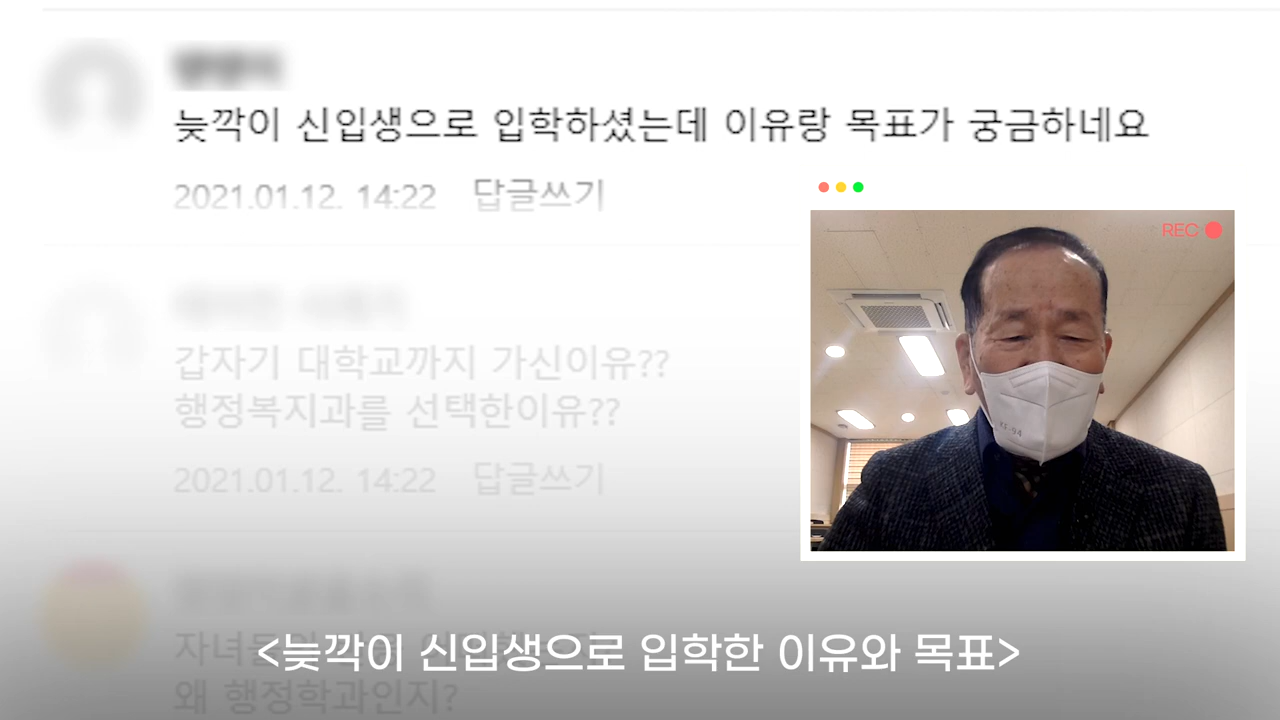 늦깍이 신입생으로 입학하셨는데 이유랑 목표가 궁금하네요
2021.01.12. 14:22 답글쓰기
REC
갑자기 대학교까지 가신이유??
행정복지과를 선택한이유??
2021.01.12. 14:22 답글쓰기
KF-94
자녀
<늦깍이 신입생으로 입학한 이유와 목표>
왜 행정학과인지?